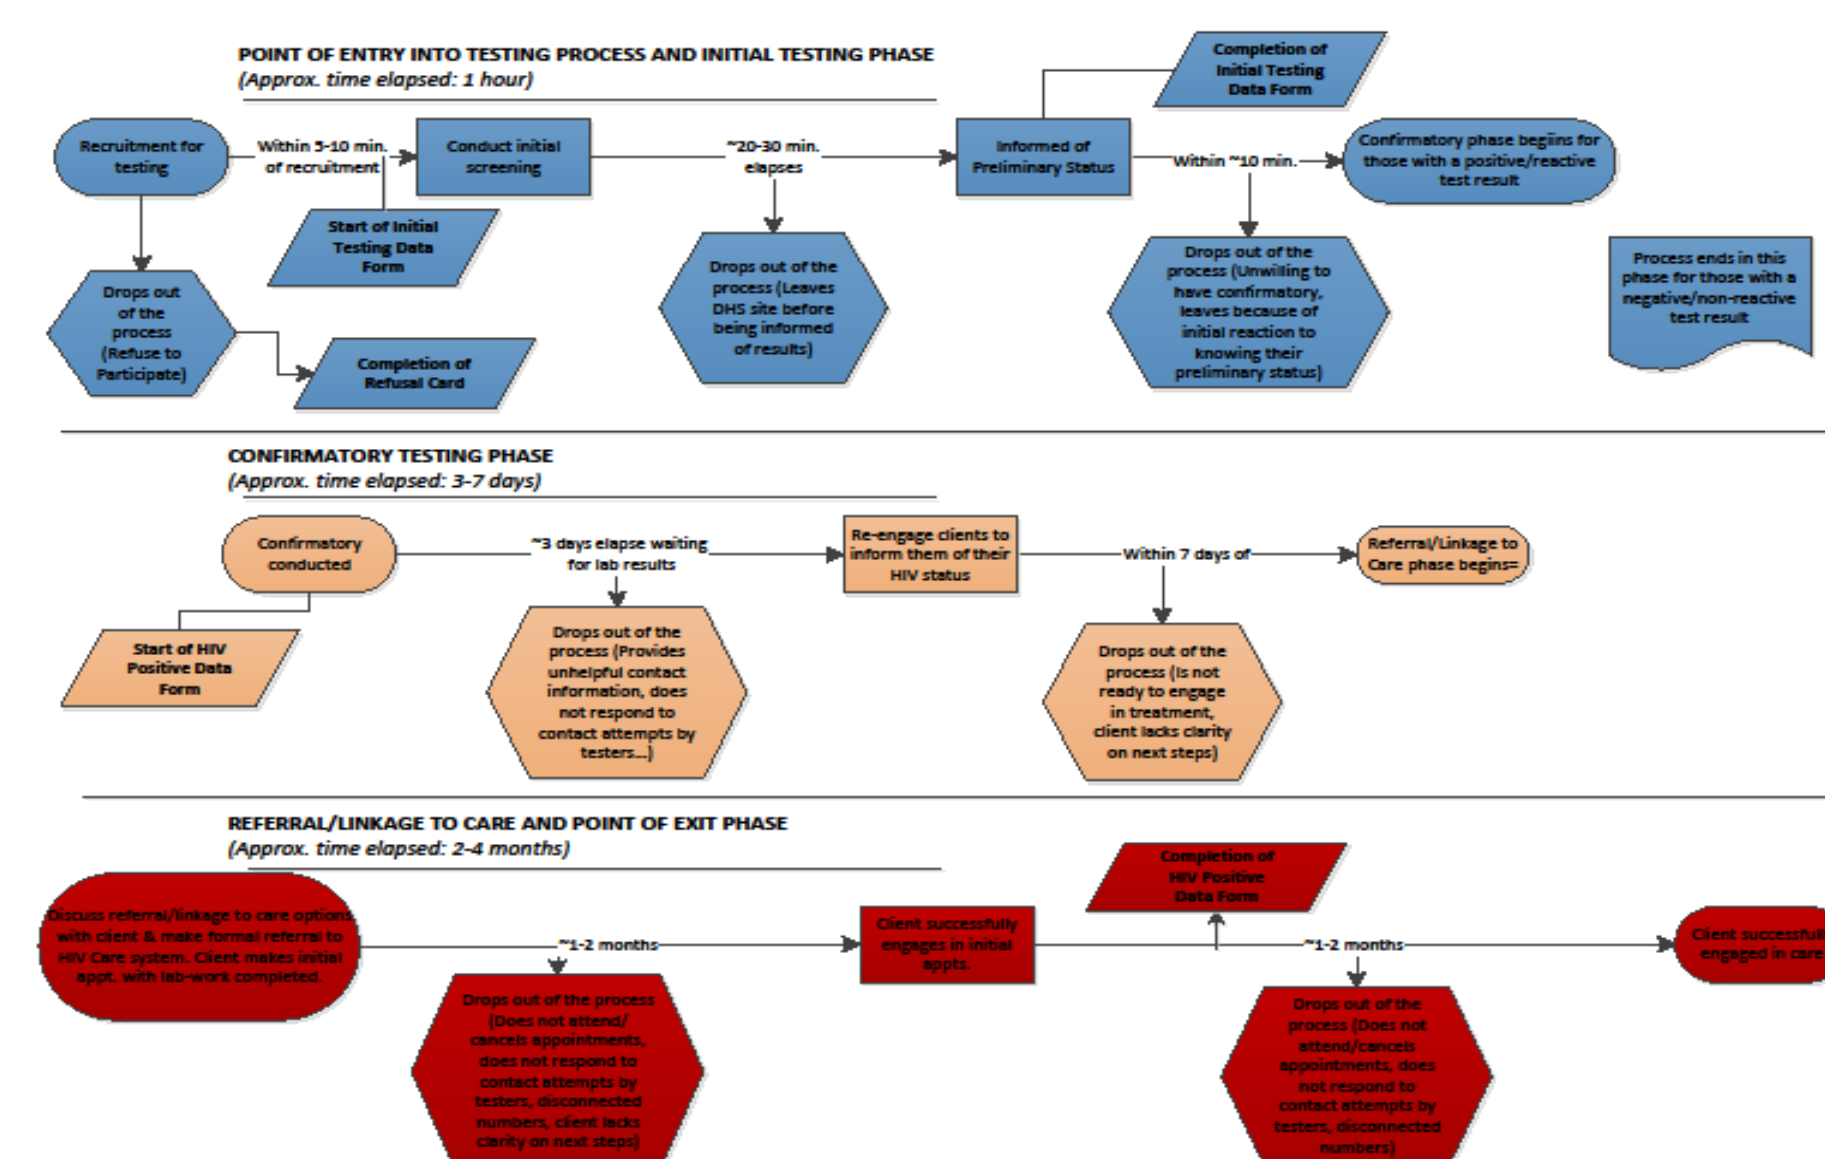 POINT OF ENTRY INTO TESTING PROCESS AND INITIAL TESTING PHASE
(Approx. time elapsed: 1 hour)
Completion of
Initial Testing
Data Form
Recruitment for
testing
Within 5-10 min.
of recruitment
Conduct initial
screening
~20-30 min.
elapses
Informed of
Preliminary Status
Within ~10 min.
Confirmatory phase begiins for
those with a positive/reactive
test result
Start of Initial
Testing Data
Form
Drops out
of the
process
(Refuse to
Participate)
Completion of
Refusal Card
Drops out of the
process (Leaves
DHS site before
being informed
of results)
Drops out of the
process (Unwilling to
have confirmatory,
leaves because of
initial reaction to
knowing their
preliminary status)
Process ends in this
phase for those with a
negative/non-reactive
test result
CONFIRMATORY TESTING PHASE
(Approx. time elapsed: 3-7 days)
Confirmatory
conducted
~3 days elapse waiting
for lab results
Re-engage clients to
inform them of their
HIV status
Within 7 days of
Referral/Linkage to
Care phase begins=
Start of HIV
Positive Data
Form
Drops out of the
process (Provides
unhelpful contact
information, does
not respond to
contact attempts by
testers...)
Drops out of the
process (Is not
ready to engage
in treatment,
client lacks clarity
on next steps)
REFERRAL/LINKAGE TO CARE AND POINT OF EXIT PHASE
(Approx. time elapsed: 2-4 months)
Completion of
HIV Positive
Data Form
Discuss referral/linkage to care options
with client & make formal referral to
HIV Care system. Client makes initial
appt. with lab-work completed.
~1-2 months
Client successfully
engages in initial
appts.
~1-2 months
Client successfull
engaged in care
Drops out of the process
(Does not attend/
cancels appointments,
does not respond to
contact attempts by
testers, disconnected
numbers, client lacks
clarity on next steps)
Drops out of the
process (Does not
attend/cancels
appointments, does
not respond to
contact attempts by
testers, disconnected
numbers)